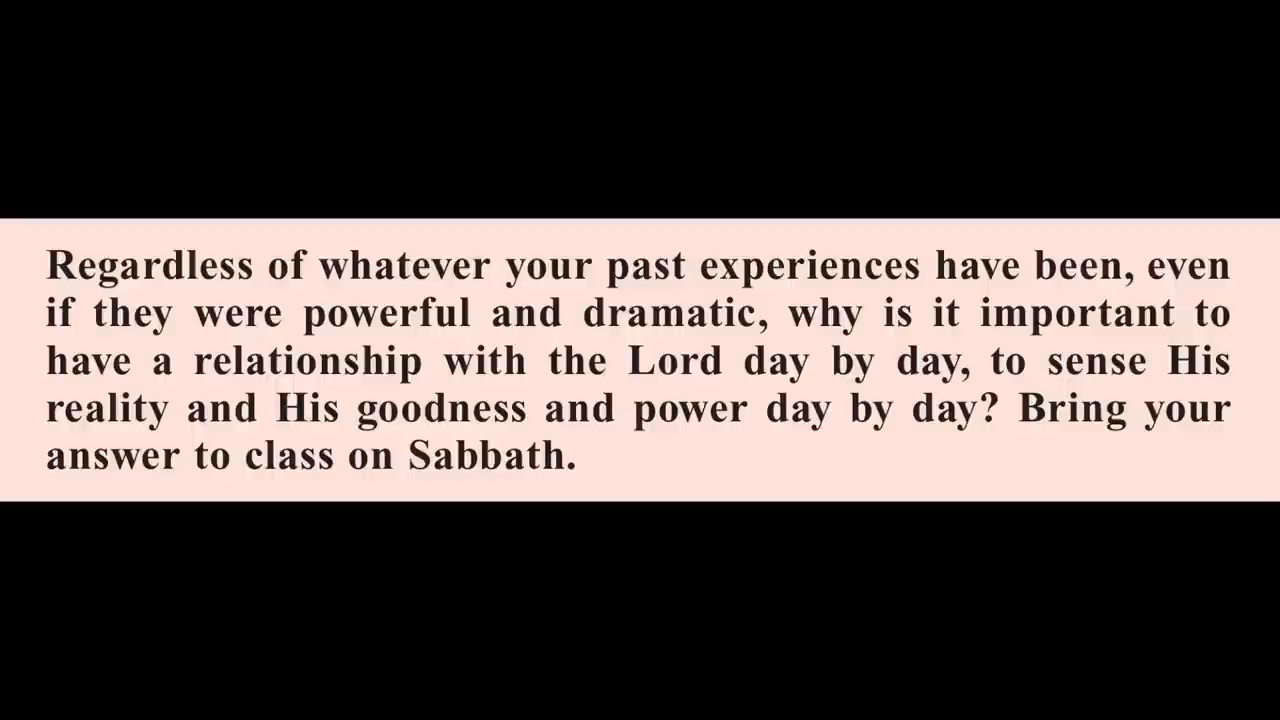 Regardless of whatever your past experiences have been, even
if they were powerful and dramatic, why is it important to
have a relationship with the Lord day by day, to sense His
reality and His goodness and power day by day? Bring your
answer to class on Sabbath.